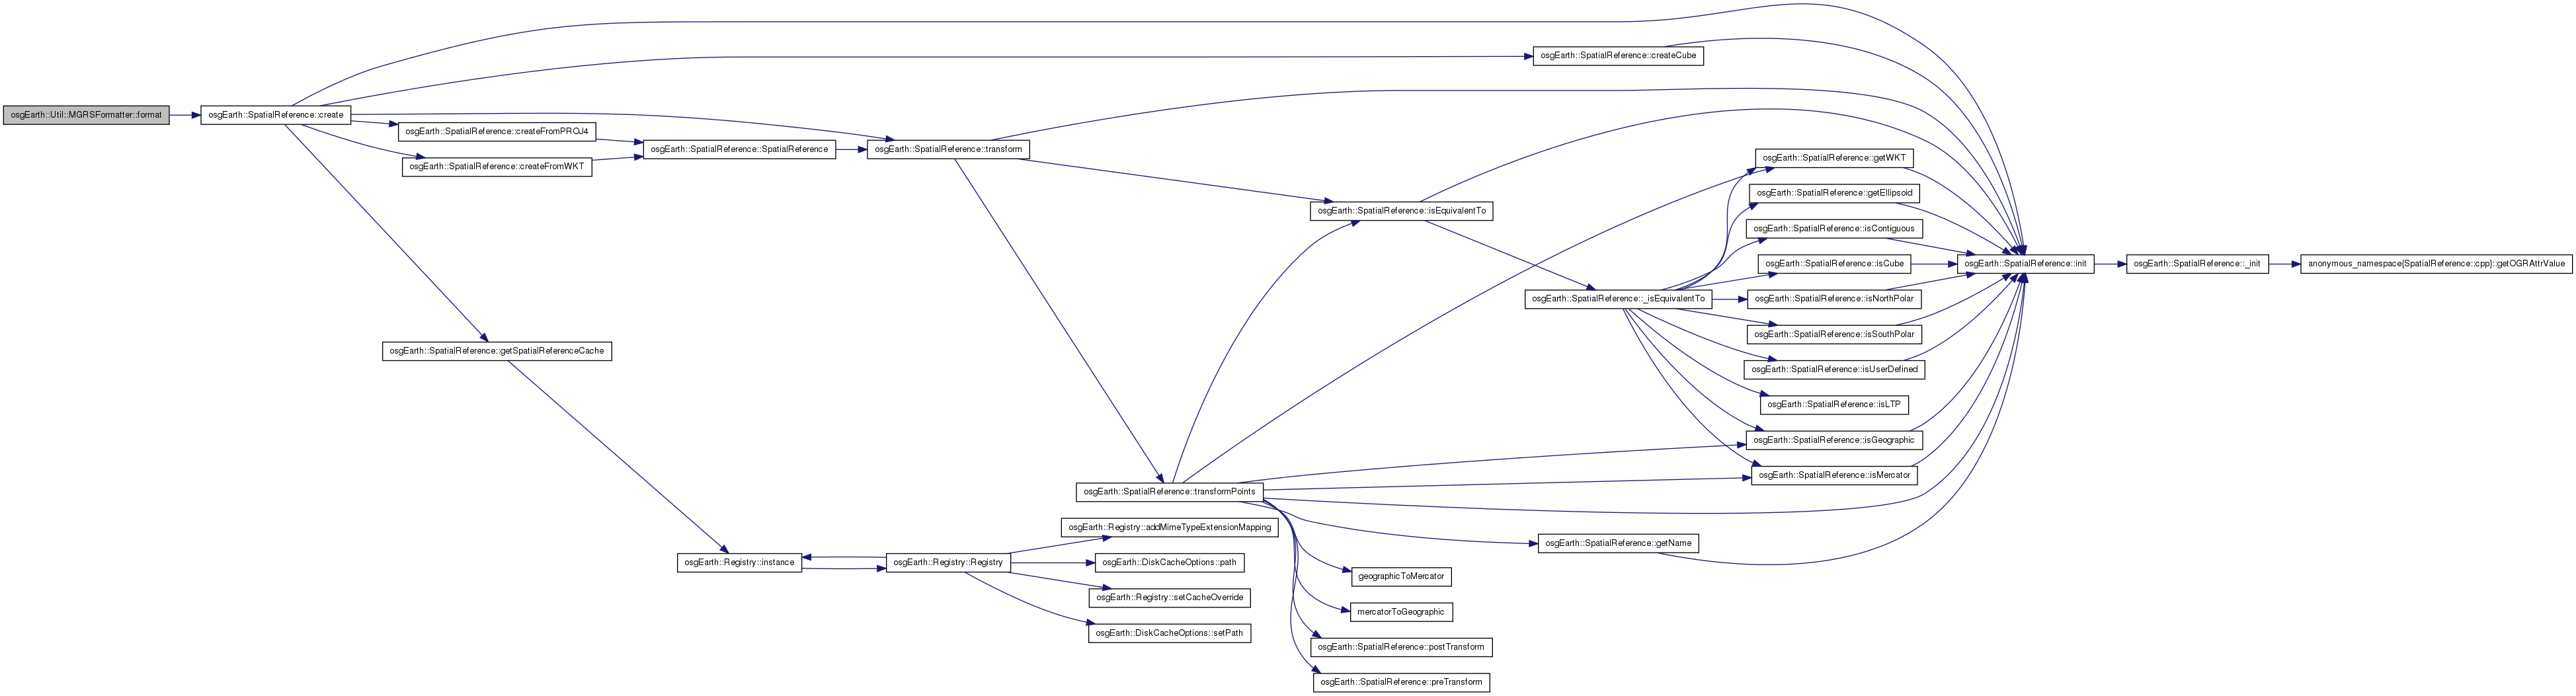 osgEarth::Util::MGRSFormatter::format
osgEarth::SpatialReference::create
osgEarth::SpatialReference::createFromPROJ4
osgEarth::SpatialReference::createFromWKT
osgEarth::SpatialReference::getSpatialReferenceCache
osgEarth::SpatialReference::SpatialReference
osgEarth::Registry::instance
osgEarth::SpatialReference::transform
osgEarth::Registry::Registry
osgEarth::SpatialReference::transformPoints
osgEarth::Registry::addMimeTypeExtensionMapping
osgEarth::DiskCacheOptions::path
osgEarth::Registry::setCacheOverride
osgEarth::DiskCacheOptions::setPath
osgEarth::SpatialReference::isEquivalentTo
geographicToMercator
mercatorToGeographic
osgEarth::SpatialReference::postTransform
osgEarth::SpatialReference::preTransform
osgEarth::SpatialReference::createCube
osgEarth::SpatialReference::_isEquivalentTo
osgEarth::SpatialReference::getName
osgEarth::SpatialReference::getWKT
osgEarth::SpatialReference::getEllipsoid
osgEarth::SpatialReference::isContiguous
osgEarth::SpatialReference::isCube
osgEarth::SpatialReference::isNorthPolar
osgEarth::SpatialReference::isSouthPolar
osgEarth::SpatialReference::isUserDefined
osgEarth::SpatialReference::isLTP
osgEarth::SpatialReference::isGeographic
osgEarth::SpatialReference::isMercator
osgEarth::SpatialReference::init
osgEarth::SpatialReference::_init
anonymous_namespace{SpatialReference::cpp}::getOGRAttrValue